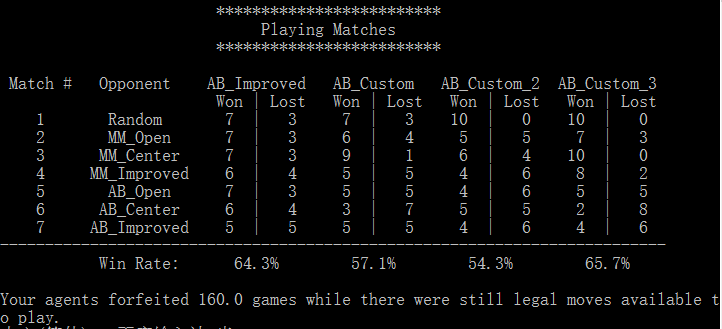 *************************
Playing Matches
*************************
Match # Opponent AB_Improved AB_Custom AB_Custom_2 AB_Custom_3
Won | Lost Won | Lost Won | Lost Won | Lost
1 Random 7 | 3 7 | 3 10 | 0 10 | 0
2 MM_Open 7 | 3 6 | 4 5 | 5 7 | 3
3 MM_Center 7 | 3 9 | 1 6 | 4 10 | 0
4 MM_Improved 6 | 4 5 | 5 4 | 6 8 | 2
5 AB_Open 7 | 3 5 | 5 4 | 6 5 | 5
6 AB_Center 6 | 4 3 | 7 5 | 5 2 | 8
7 AB_Improved 5 | 5 5 | 5 4 | 6 4 | 6
--------------------------------------------------------------------------
Win Rate: 64.3% 57.1% 54.3% 65.7%
Your agents forfeited 160.0 games while there were still legal moves available t
o play.